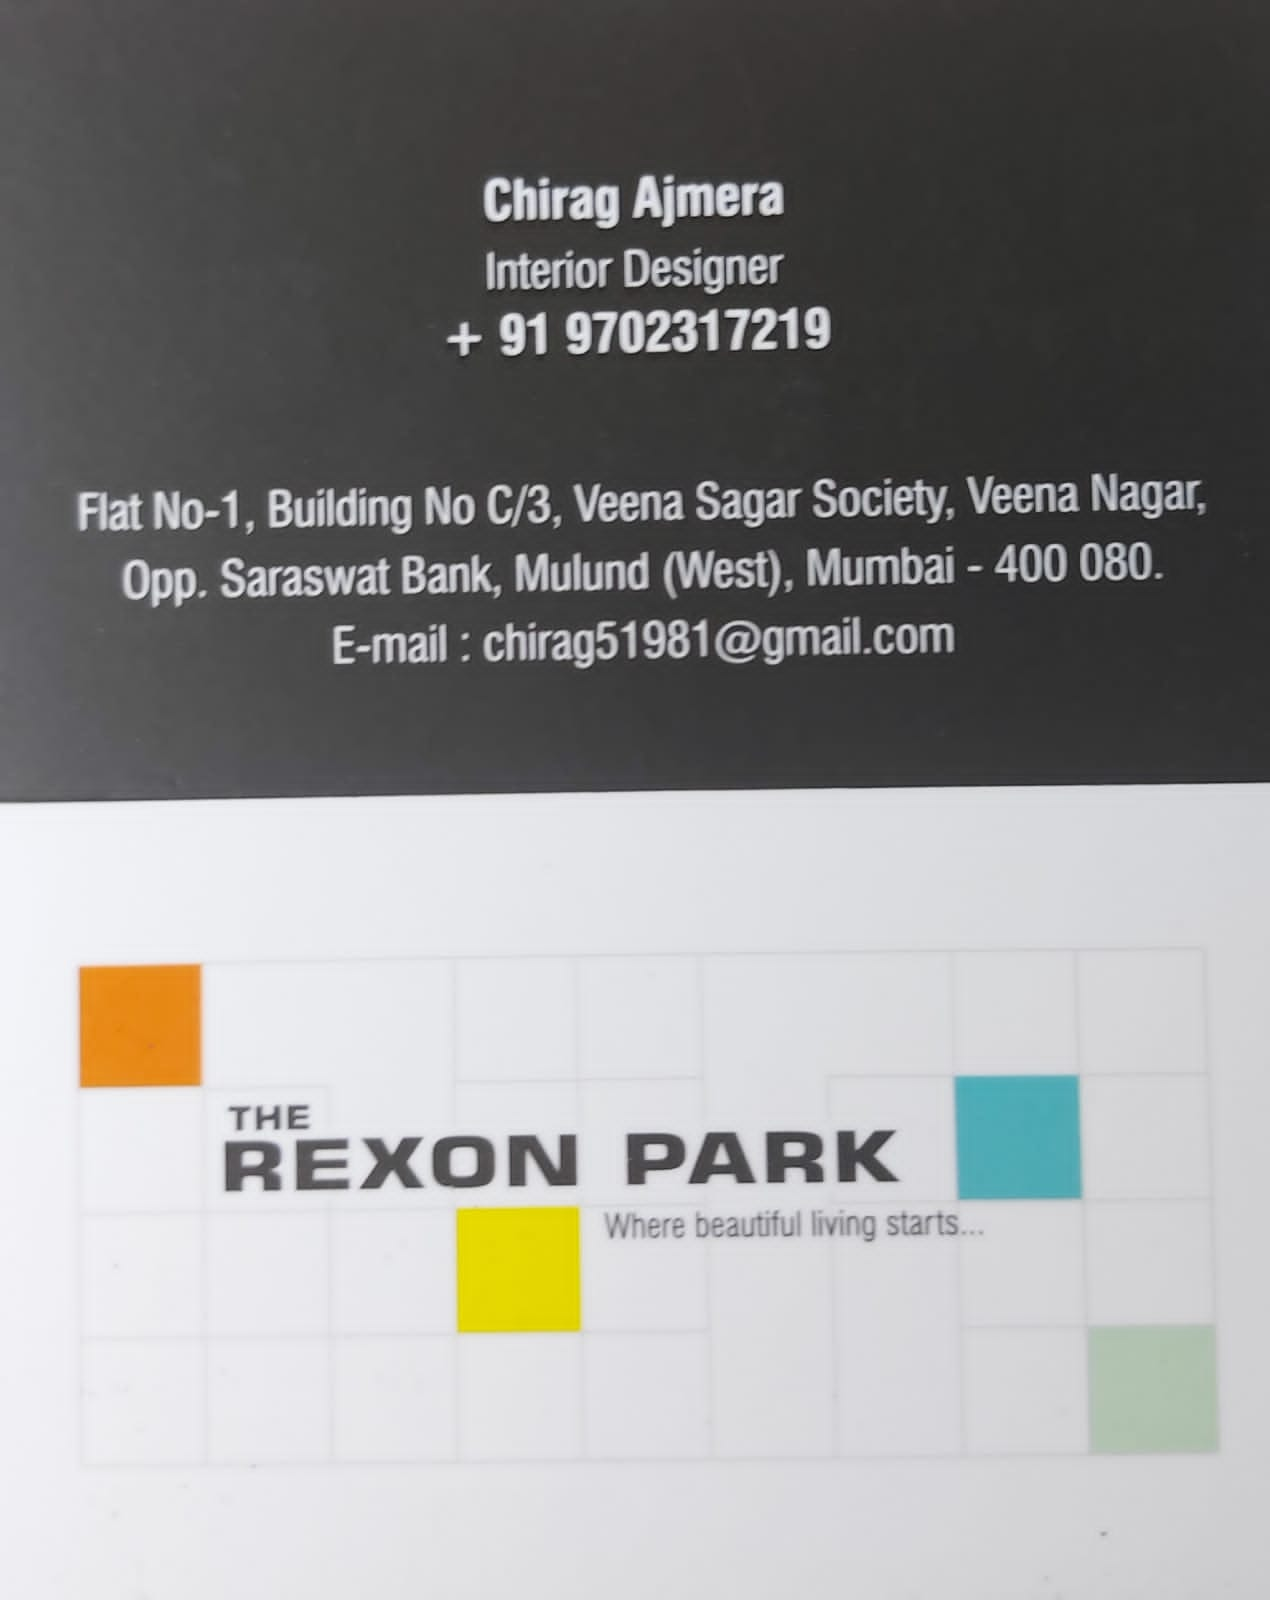 Chirag Ajmera
Interior Designer
+ 91 9702317219
Flat No-1, Building No C/3, Veena Sagar Society, Veena Nagar,
Opp. Saraswat Bank, Mulund (West), Mumbai - 400 080.
E-mail : chirag51981@gmail.com
THE
REXON PARK
Where beautiful living starts...